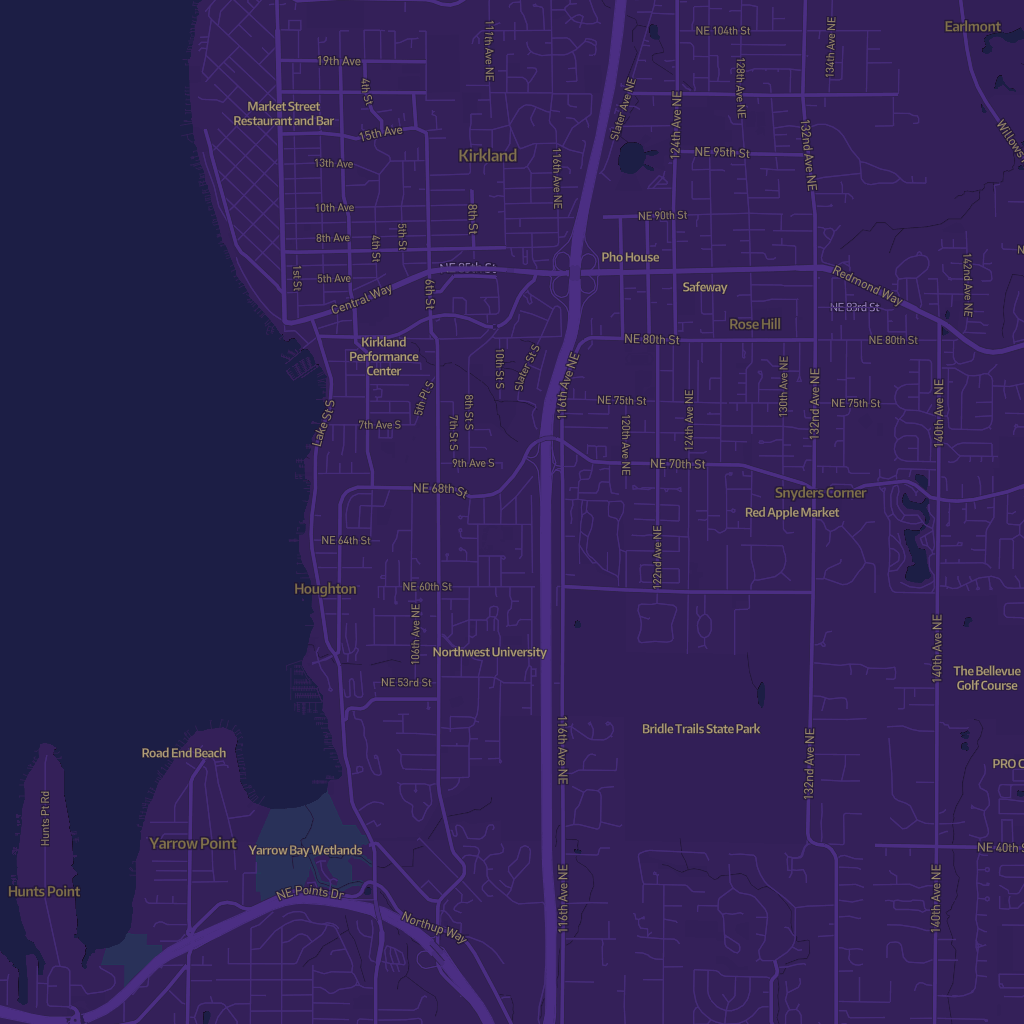 Earlmont
NE 104th St
134th Ave NE
111th Ave NE
19th Ave
128th Ave NE
4th St
Slater Ave NE
Market Street
Restaurant and Bar
124th Ave NE
132nd Ave NE
Willows
15th Ave
Kirkland
NE 95th St
13th Ave
116th Ave NE
10th Ave
8th St
NE 90th St
8th Ave
4th St
5th St
Pho House
142nd Ave NE
NE 85th St
1st St
5th Ave
Central Way
6th St
Safeway
Redmond Way
NE 83rd St
Rose Hill
Kirkland
Performance
Center
NE 80th St
NE 80th St
10th St S
Slater St S
116th Ave NE
5th Pl S
8th St S
NE 75th St
124th Ave NE
130th Ave NE
132nd Ave NE
NE 75th St
140th Ave NE
Lake St S
7th Ave S
7th St S
120th Ave NE
9th Ave S
NE 70th St
NE 68th St
Snyders Corner
Red Apple Market
NE 64th St
122nd Ave NE
Houghton
NE 60th St
106th Ave NE
Northwest University
140th Ave NE
NE 53rd St
The Bellevue
Golf Course
Bridle Trails State Park
116th Ave NE
132nd Ave NE
Road End Beach
PRO C
Hunts Pt Rd
Yarrow Point
Yarrow Bay Wetlands
NE 40th S
Hunts Point
NE Points Dr
116th Ave NE
140th Ave NE
Northup Way